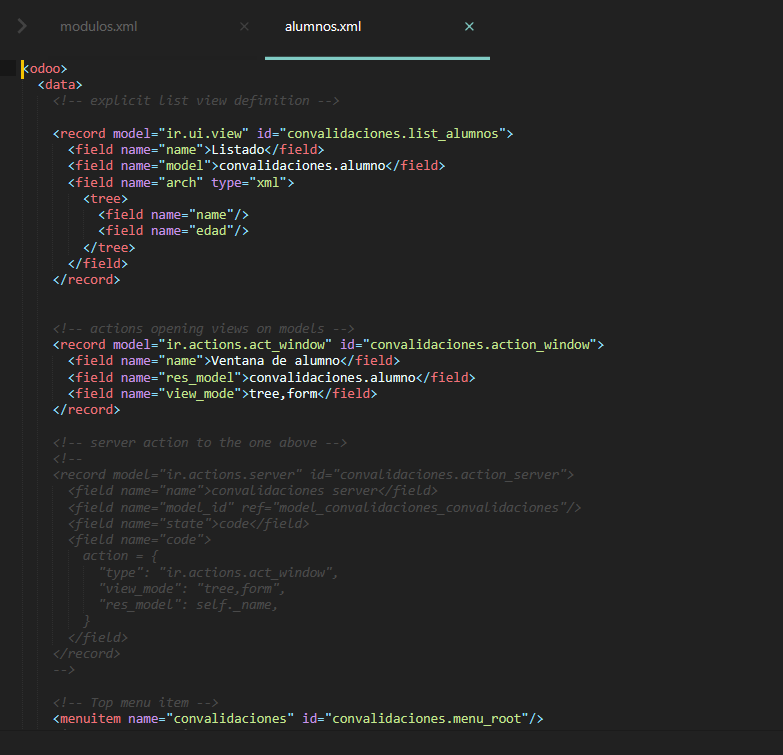 modulos.xml × alumnos.xml ×
<odoo>
<data>
<!-- explicit list view definition -->
<record model="ir.ui.view" id="convalidaciones.list_alumnos">
<field name="name">Listado</field>
<field name="model">convalidaciones.alumno</field>
<field name="arch" type="xml">
<tree>
<field name="name"/>
<field name="edad"/>
</tree>
</field>
</record>
<!-- actions opening views on models -->
<record model="ir.actions.act_window" id="convalidaciones.action_window">
<field name="name">Ventana de alumno</field>
<field name="res_model">convalidaciones.alumno</field>
<field name="view_mode">tree,form</field>
</record>
<!-- server action to the one above -->
<!--
<record model="ir.actions.server" id="convalidaciones.action_server">
<field name="name">convalidaciones server</field>
<field name="model_id" ref="model_convalidaciones_convalidaciones"/>
<field name="state">code</field>
<field name="code">
action = {
"type": "ir.actions.act_window",
"view_mode": "tree,form",
"res_model": self._name,
}
</field>
</record>
-->
<!-- Top menu item -->
<menuitem name="convalidaciones" id="convalidaciones.menu_root"/>